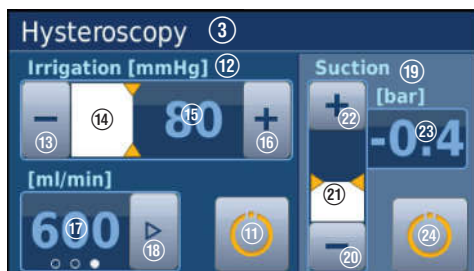 Hysteroscopy ③
Irrigation [mmHg] ⑫
− ⑬ ⑭ 80 ⑮ + ⑯
[ml/min]
600 ⑰ ⑱
⑪
Suction ⑲
[bar]
+ ㉒
-0.4 ㉓
㉑
− ⑳
㉔